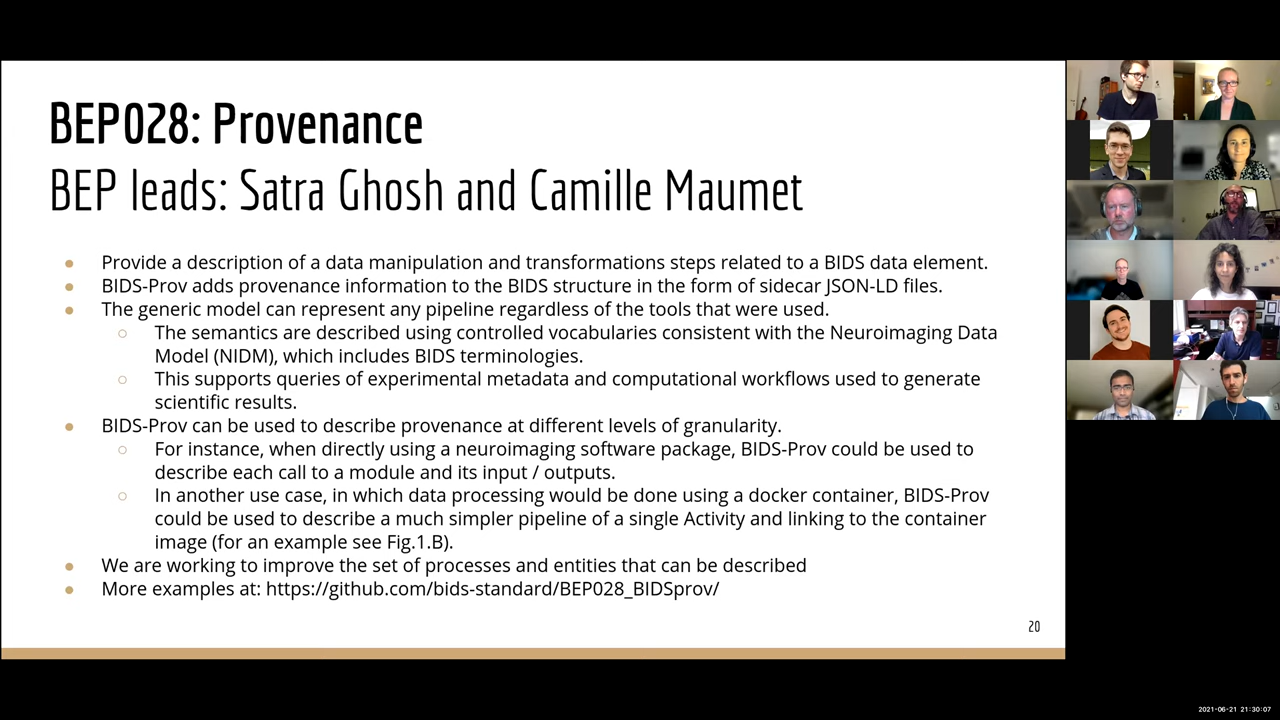 BEP028: Provenance
BEP leads: Satra Ghosh and Camille Maumet
Provide a description of a data manipulation and transformations steps related to a BIDS data element.
BIDS-Prov adds provenance information to the BIDS structure in the form of sidecar JSON-LD files.
The generic model can represent any pipeline regardless of the tools that were used.
The semantics are described using controlled vocabularies consistent with the Neuroimaging Data
Model (NIDM), which includes BIDS terminologies.
This supports queries of experimental metadata and computational workflows used to generate
scientific results.
BIDS-Prov can be used to describe provenance at different levels of granularity.
For instance, when directly using a neuroimaging software package, BIDS-Prov could be used to
describe each call to a module and its input / outputs.
In another use case, in which data processing would be done using a docker container, BIDS-Prov
could be used to describe a much simpler pipeline of a single Activity and linking to the container
image (for an example see Fig.1.B).
We are working to improve the set of processes and entities that can be described
More examples at: https://github.com/bids-standard/BEP028_BIDSprov/
20
2021-06-21 21:30:07